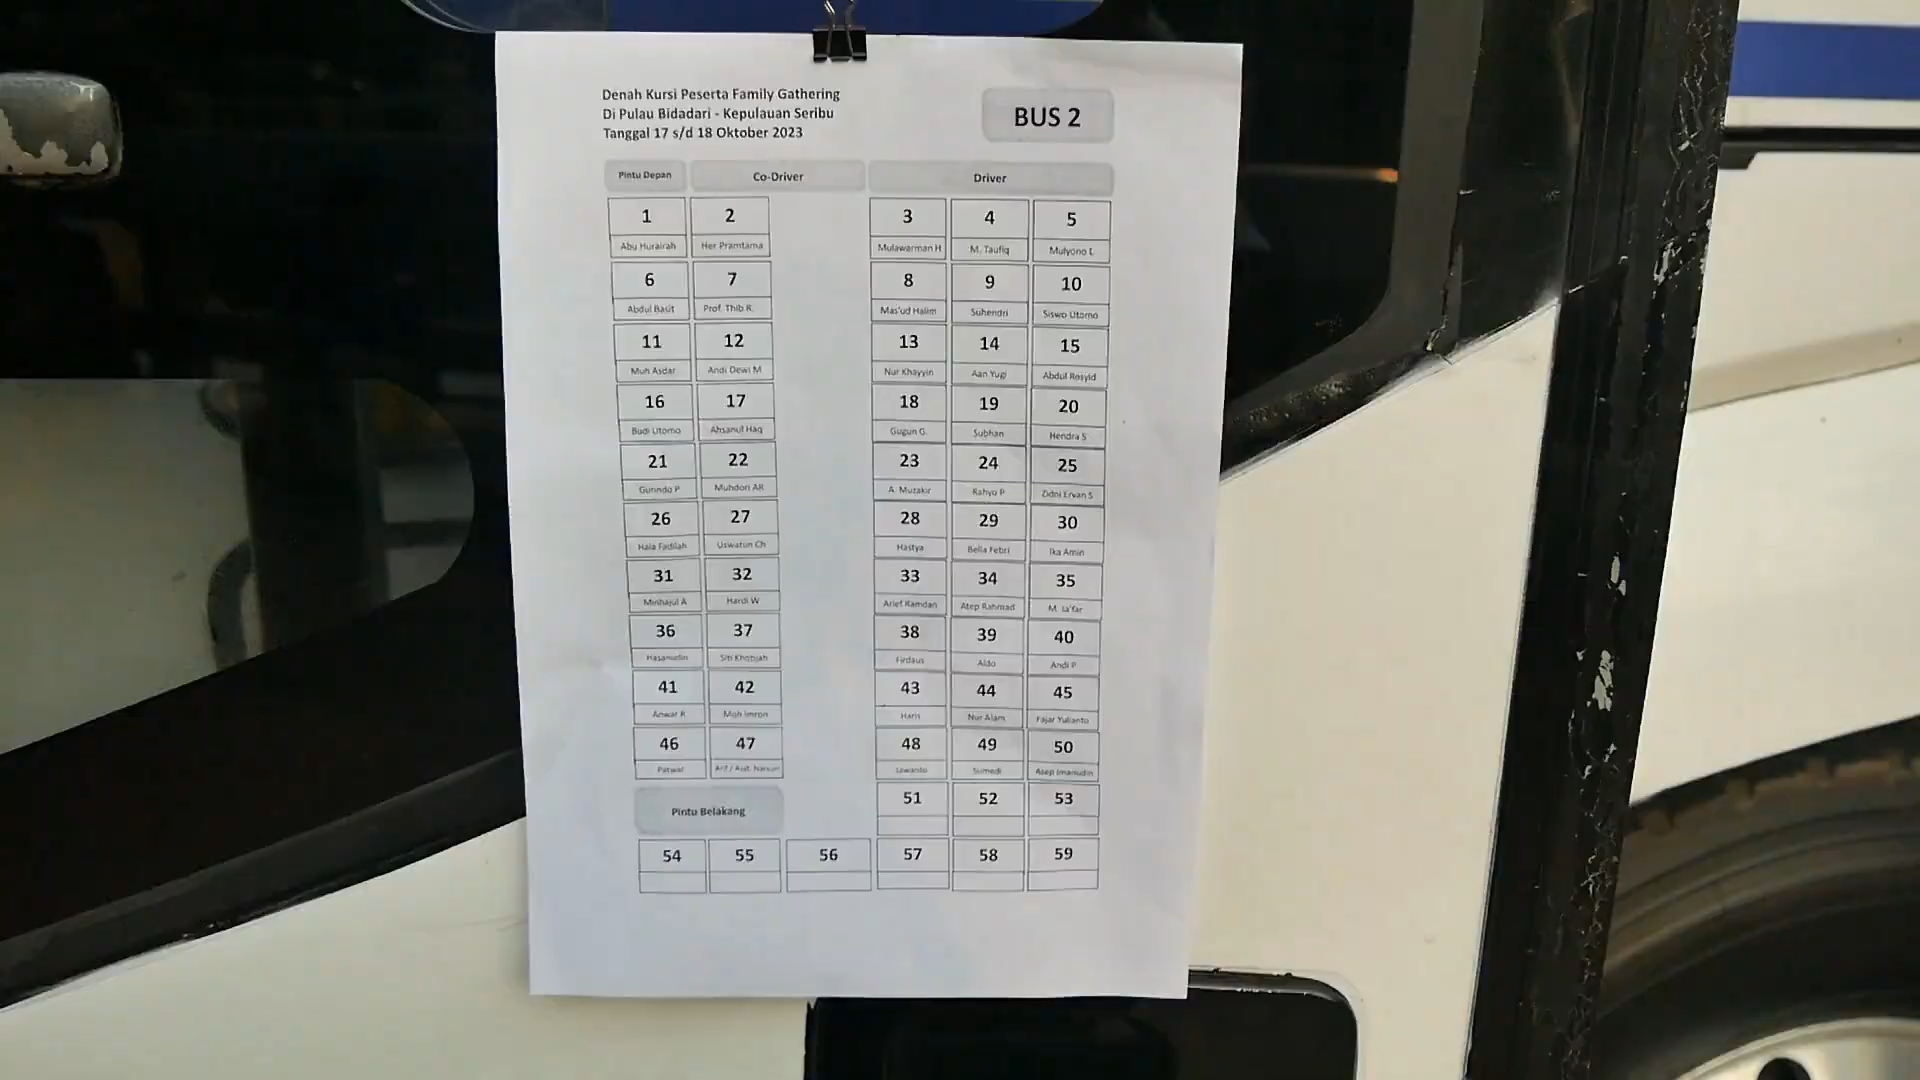 Denah Kursi Peserta Family Gathering
Di Pulau Bidadari - Kepulauan Seribu
Tanggal 17 s/d 18 Oktober 2023
BUS 2
Pintu Depan Co-Driver Driver
1 2 3 4 5
Abu Hurairah Her Pramtama Mulawarman H M. Taufiq Mulyono L
6 7 8 9 10
Abdul Basit Prof. Thib R. Mas'ud Halim Suhendri Siswo Utomo
11 12 13 14 15
Muh Asdar Andi Dewi M Nur Khayyin Aan Yugi Abdul Rosyid
16 17 18 19 20
Budi Utomo Ahsanul Haq Gugun G. Subhan Hendra S
21 22 23 24 25
Gunindo P Muhdori AR A. Muzakir Rahyo P Zidni Ervan S
26 27 28 29 30
Hala Fadilah Uswatun Ch Hastya Bella Febri Ika Amin
31 32 33 34 35
Minhajul A Hardi W Arief Ramdan Atep Rahmad M. Ja'far
36 37 38 39 40
Hasanudin Siti Khotijah Firdaus Aldo Andi P
41 42 43 44 45
Anwar R Moh Imron Haris Nur Alam Fajar Yulianto
46 47 48 49 50
Patwal Sumedi Asep Imanudin
51 52 53
Pintu Belakang
54 55 56 57 58 59